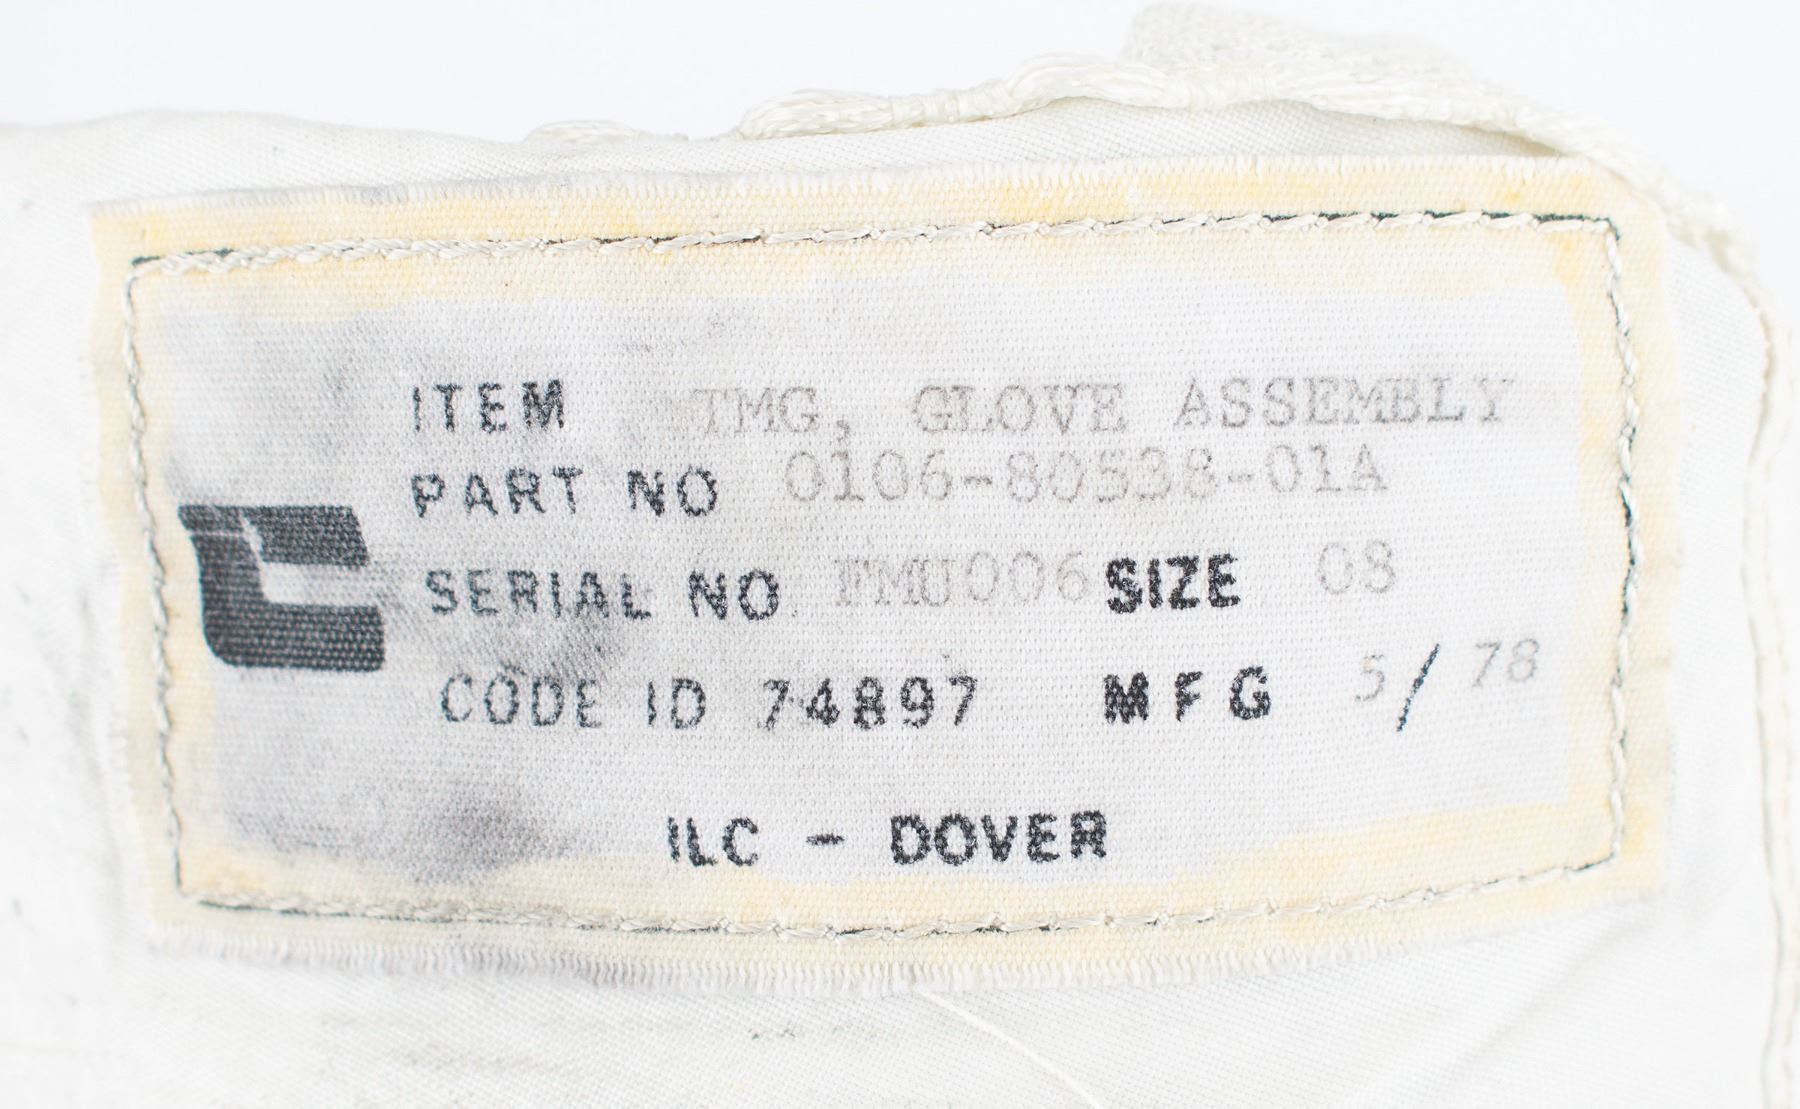 ITEM TMG, GLOVE ASSEMBLY
PART NO 0106-80538-01A
SERIAL NO. FMU006 SIZE 08
CODE ID 74897 MFG 5/78
ILC - DOVER